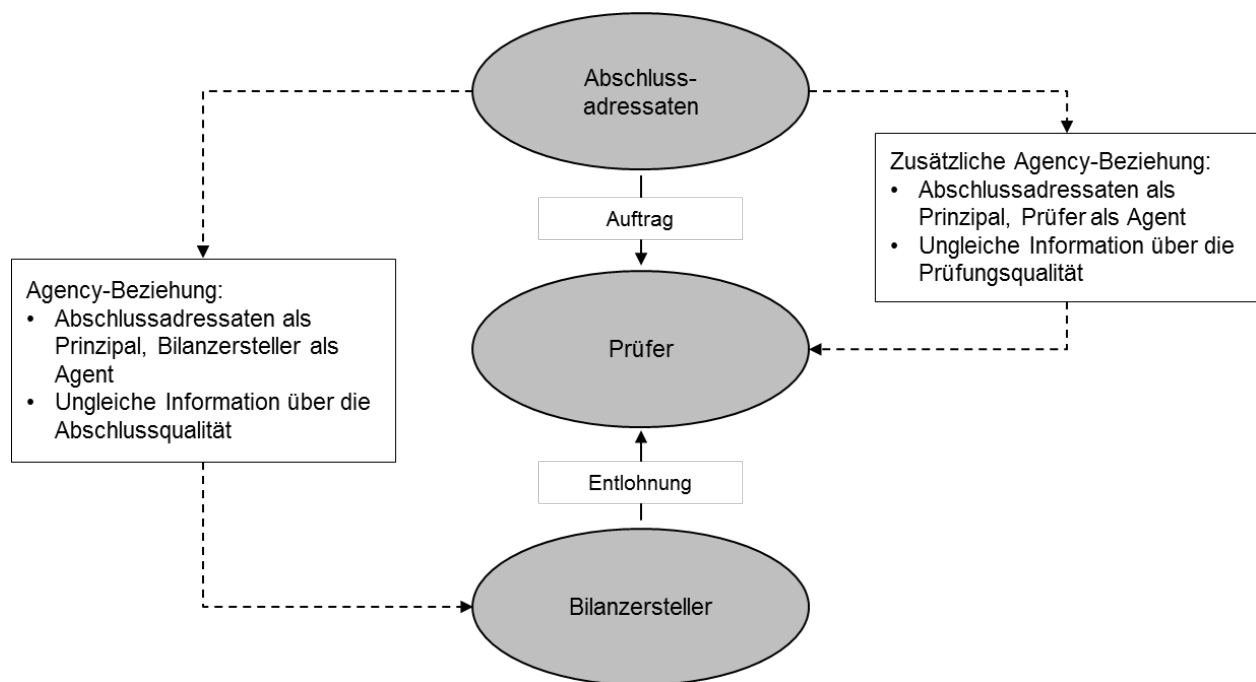 Abschluss-
adressaten
Zusätzliche Agency-Beziehung:
• Abschlussadressaten als
Prinzipal, Prüfer als Agent
• Ungleiche Information über die
Prüfungsqualität
Auftrag
Agency-Beziehung:
• Abschlussadressaten als
Prinzipal, Bilanzersteller als
Agent
• Ungleiche Information über die
Abschlussqualität
Prüfer
Entlohnung
Bilanzersteller